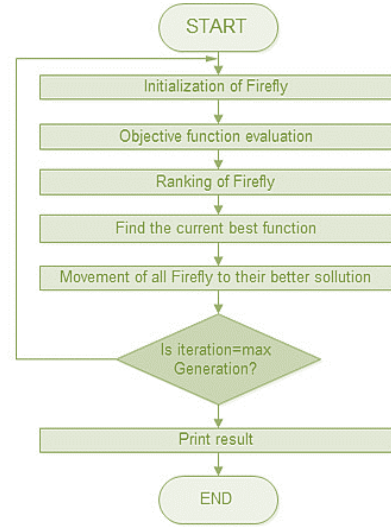 START
Initialization of Firefly
Objective function evaluation
Ranking of Firefly
Find the current best function
Movement of all Firefly to their better sollution
Is iteration=max
Generation?
Print result
END